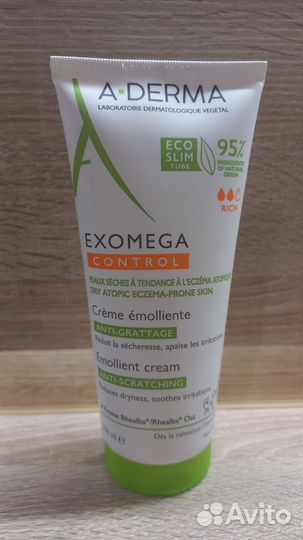 A-DERMA
LABORATOIRE DERMATOLOGIQUE VEGETAL
ECO
SLIM
TUBE
95%
INGREDIENTS
OF NATURAL
ORIGIN
RICH
EXOMEGA
CONTROL
PEAUX SÈCHES À TENDANCE À L'ECZÉMA ATOPIQUE
DRY ATOPIC ECZEMA-PRONE SKIN
Crème émolliente
ANTI-GRATTAGE
Réduit la sécheresse, apaise les irritations
Emollient cream
ANTI-SCRATCHING
Reduces dryness, soothes irritations
Rhealba®/Rhealba® Oat
ml e
Dès la naissance
Avito